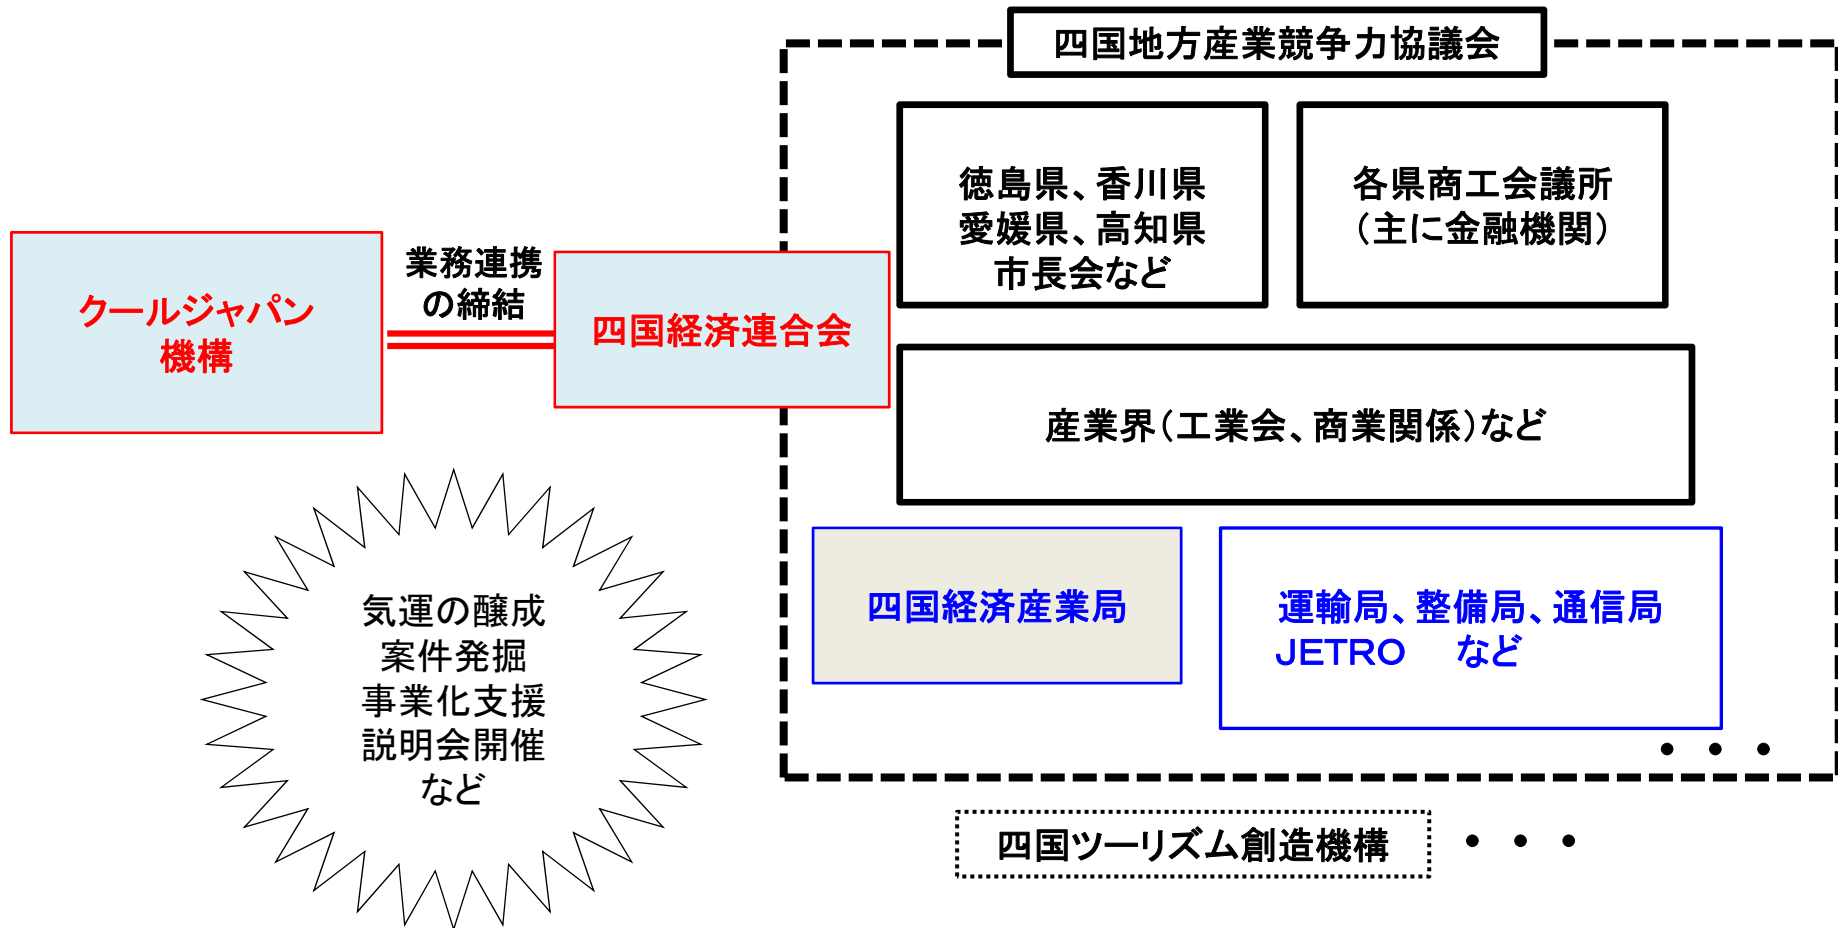 四国地方産業競争力協議会
徳島県、香川県
愛媛県、高知県
市長会など
各県商工会議所
（主に金融機関）
クールジャパン
機構
業務連携
の締結
四国経済連合会
産業界（工業会、商業関係）など
四国経済産業局
運輸局、整備局、通信局
JETRO　など
・・・
気運の醸成
案件発掘
事業化支援
説明会開催
など
四国ツーリズム創造機構
・・・